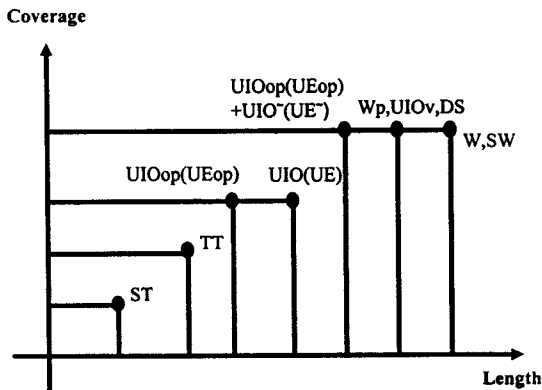 Coverage
UIOop(UEop)
+UIO~(UE~)
Wp,UIOv,DS
W,SW
UIOop(UEop)
UIO(UE)
TT
ST
Length